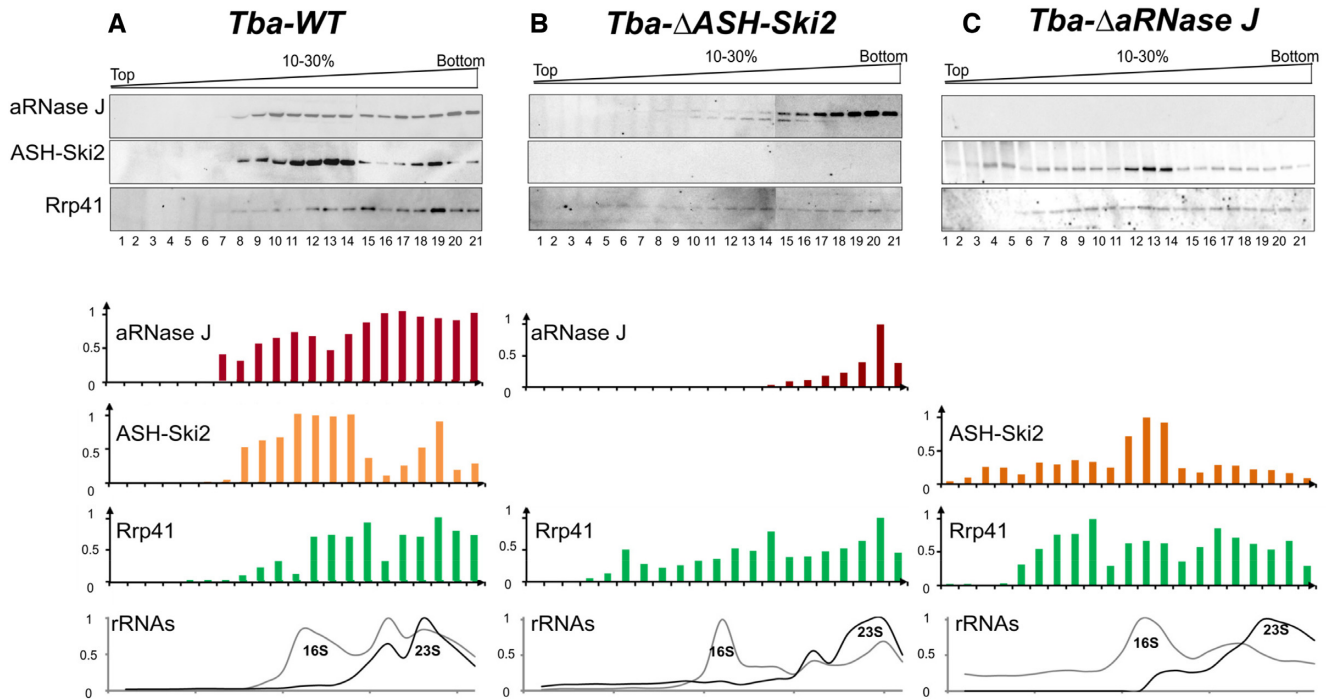 A Tba-WT
Top 10-30% Bottom
aRNase J
ASH-Ski2
Rrp41
1 2 3 4 5 6 7 8 9 10 11 12 13 14 15 16 17 18 19 20 21
B Tba-ΔASH-Ski2
Top 10-30% Bottom
1 2 3 4 5 6 7 8 9 10 11 12 13 14 15 16 17 18 19 20 21
C Tba-ΔaRNase J
Top 10-30% Bottom
1 2 3 4 5 6 7 8 9 10 11 12 13 14 15 16 17 18 19 20 21
1 aRNase J
0.5
0
1 aRNase J
0.5
0
1 ASH-Ski2
0.5
0
1 ASH-Ski2
0.5
0
1 Rrp41
0.5
0
1 Rrp41
0.5
0
1 Rrp41
0.5
0
1 rRNAs
0.5 16S 23S
0
1 rRNAs
0.5 16S 23S
0
1 rRNAs
0.5 16S 23S
0